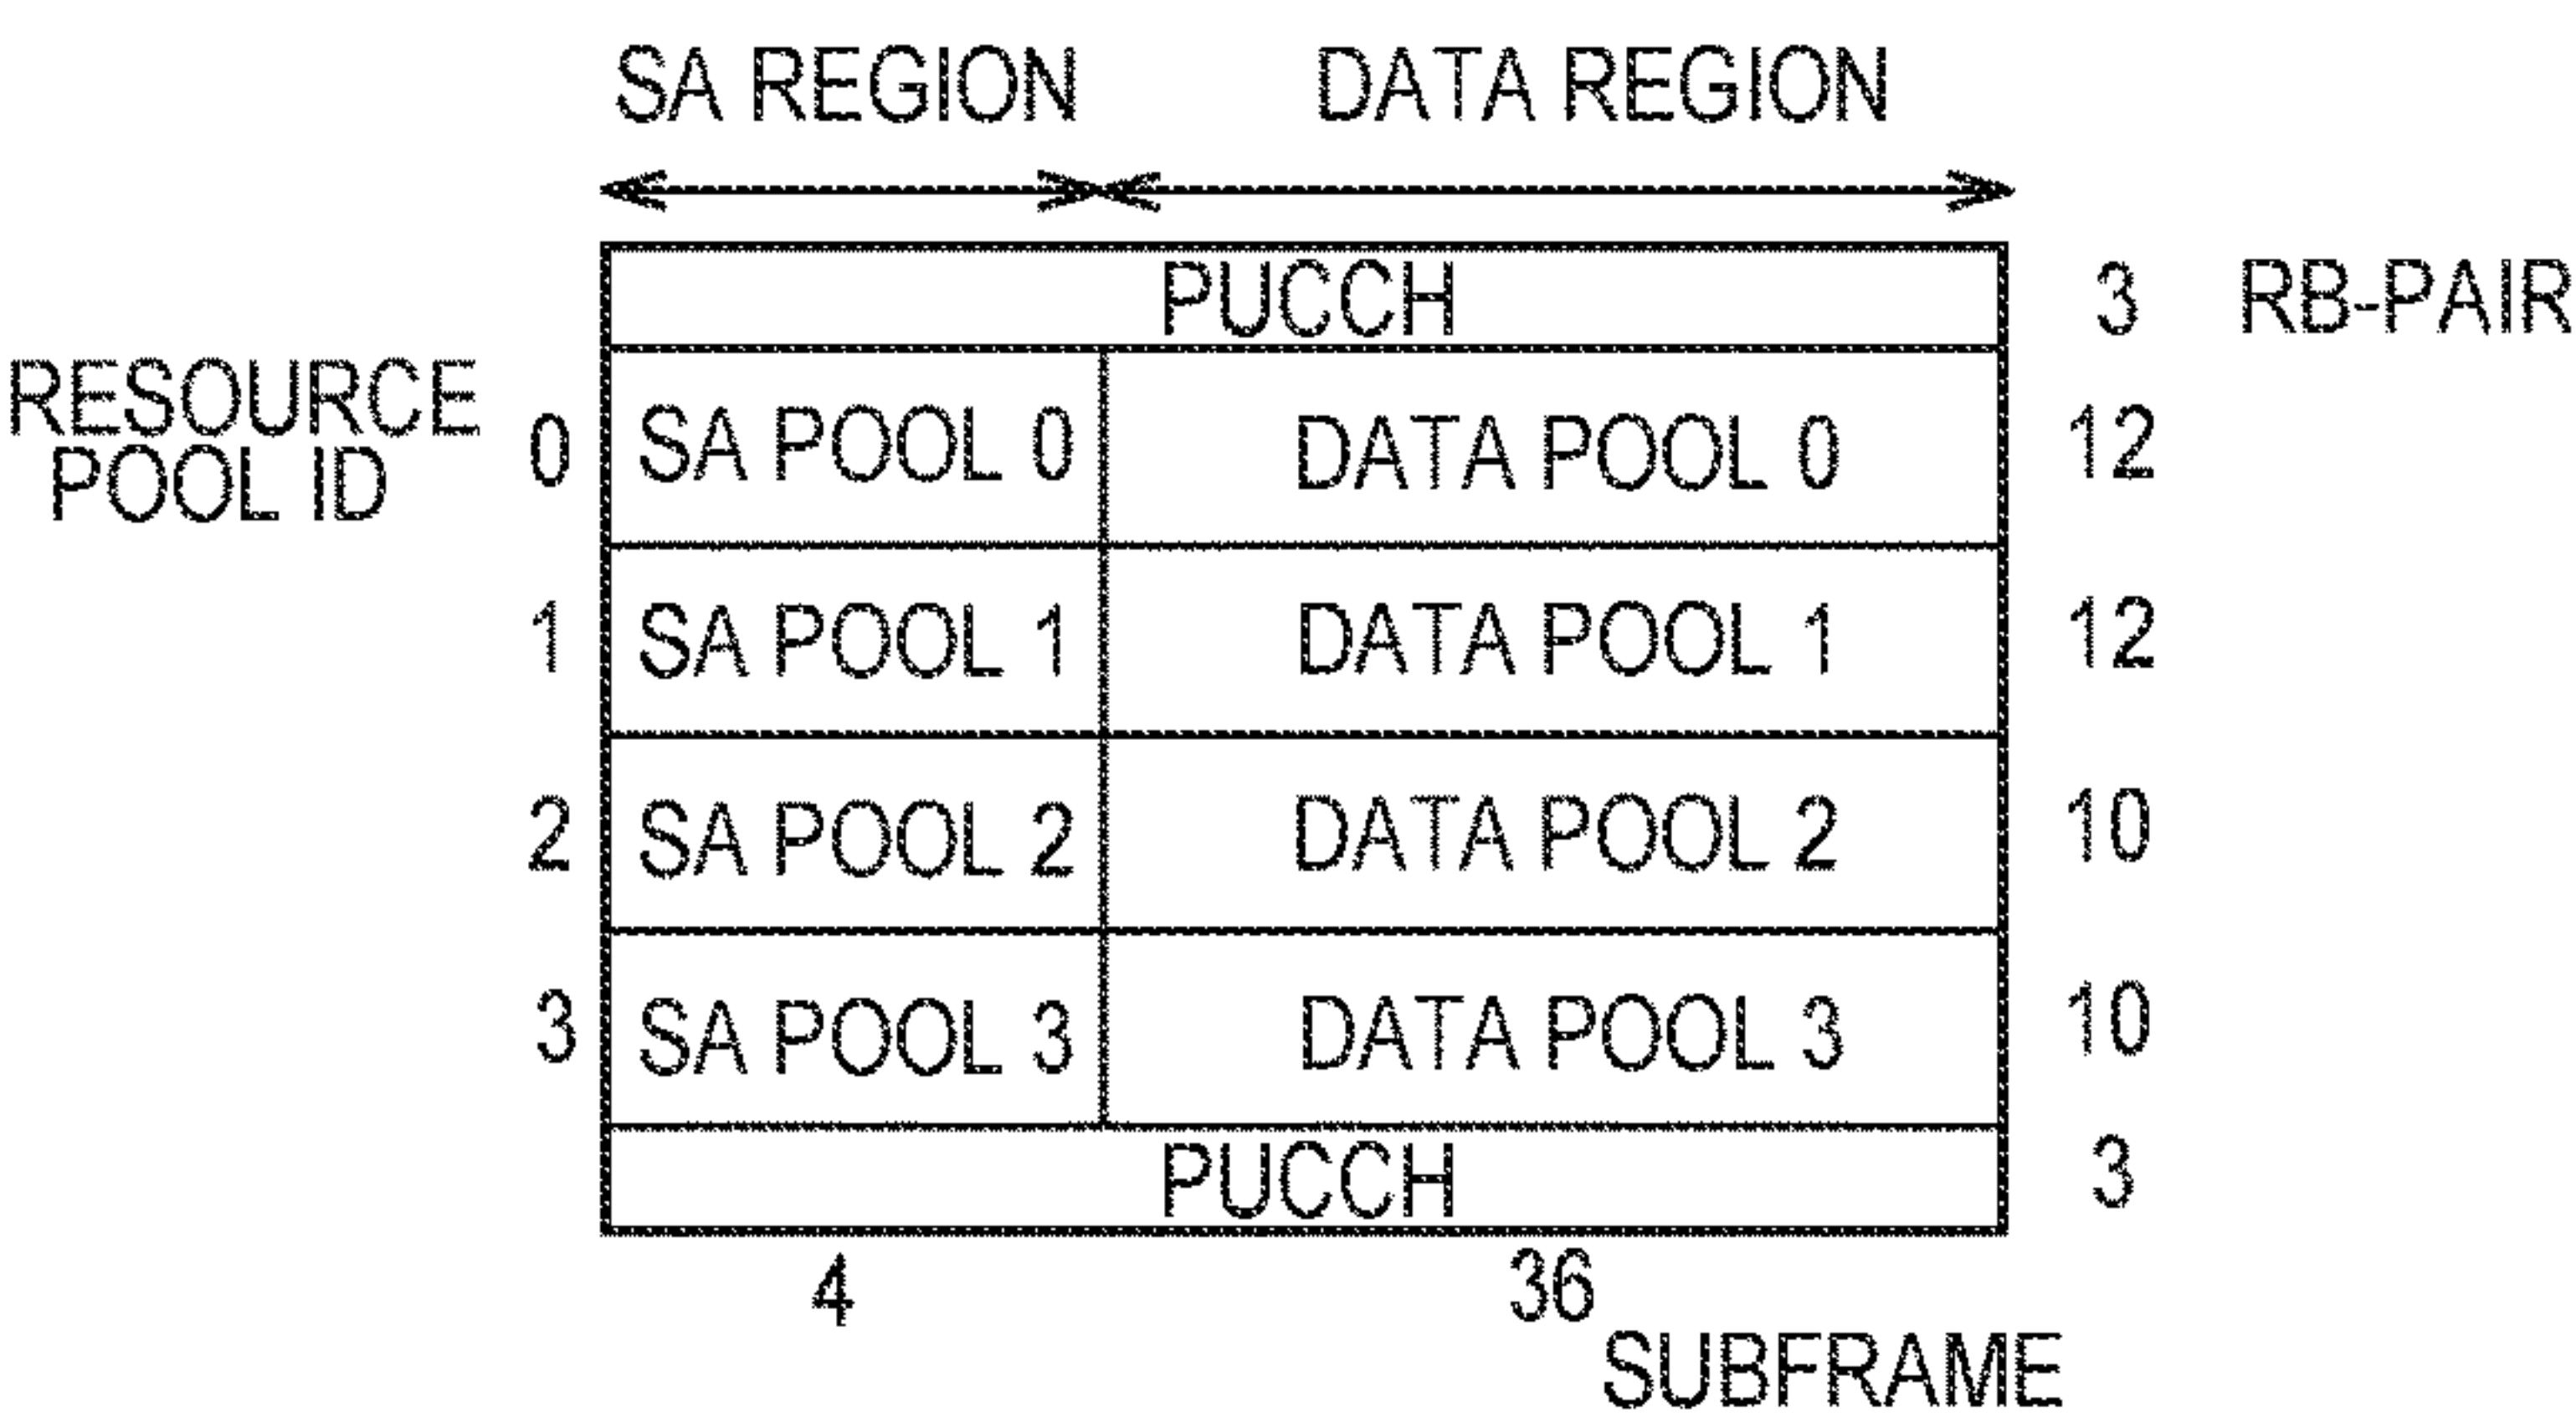 SA REGION DATA REGION
PUCCH 3 RB-PAIR
RESOURCE
POOL ID
0 SA POOL 0 DATA POOL 0 12
1 SA POOL 1 DATA POOL 1 12
2 SA POOL 2 DATA POOL 2 10
3 SA POOL 3 DATA POOL 3 10
PUCCH 3
4 36
SUBFRAME